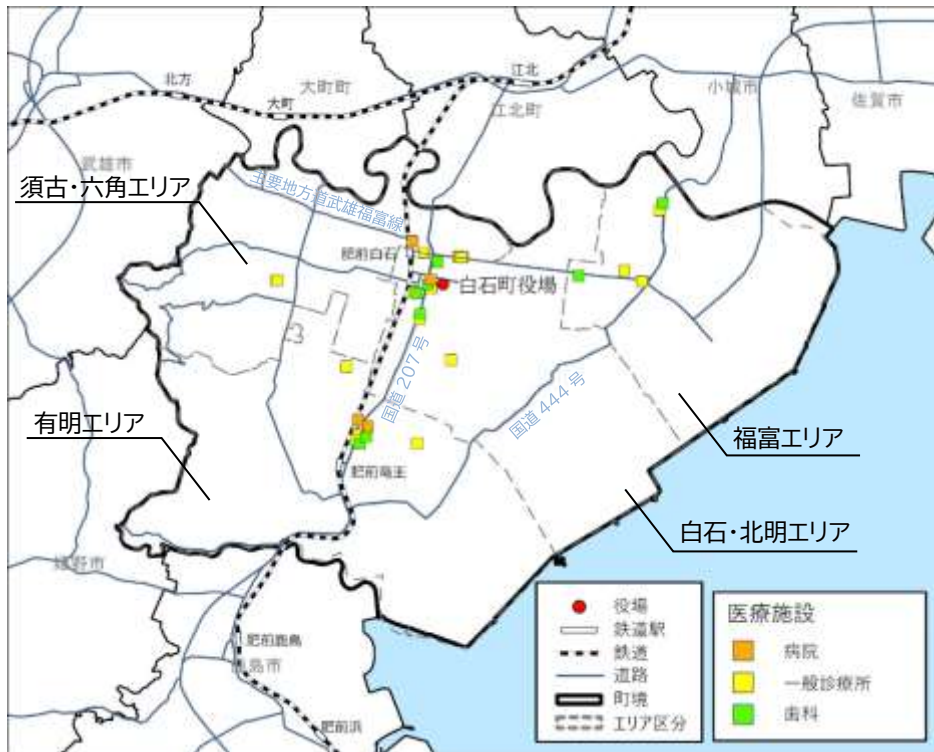 北方
大町町
江北
小城市
佐賀市
大町
江北町
武雄市
須古・六角エリア
主要地方道武雄福富線
肥前白石
白石町役場
国道 207 号
国道 444 号
有明エリア
福富エリア
肥前竜王
白石・北明エリア
嬉野市
肥前鹿島
鹿島市
肥前浜
役場
鉄道駅
鉄道
道路
町境
エリア区分
医療施設
病院
一般診療所
歯科